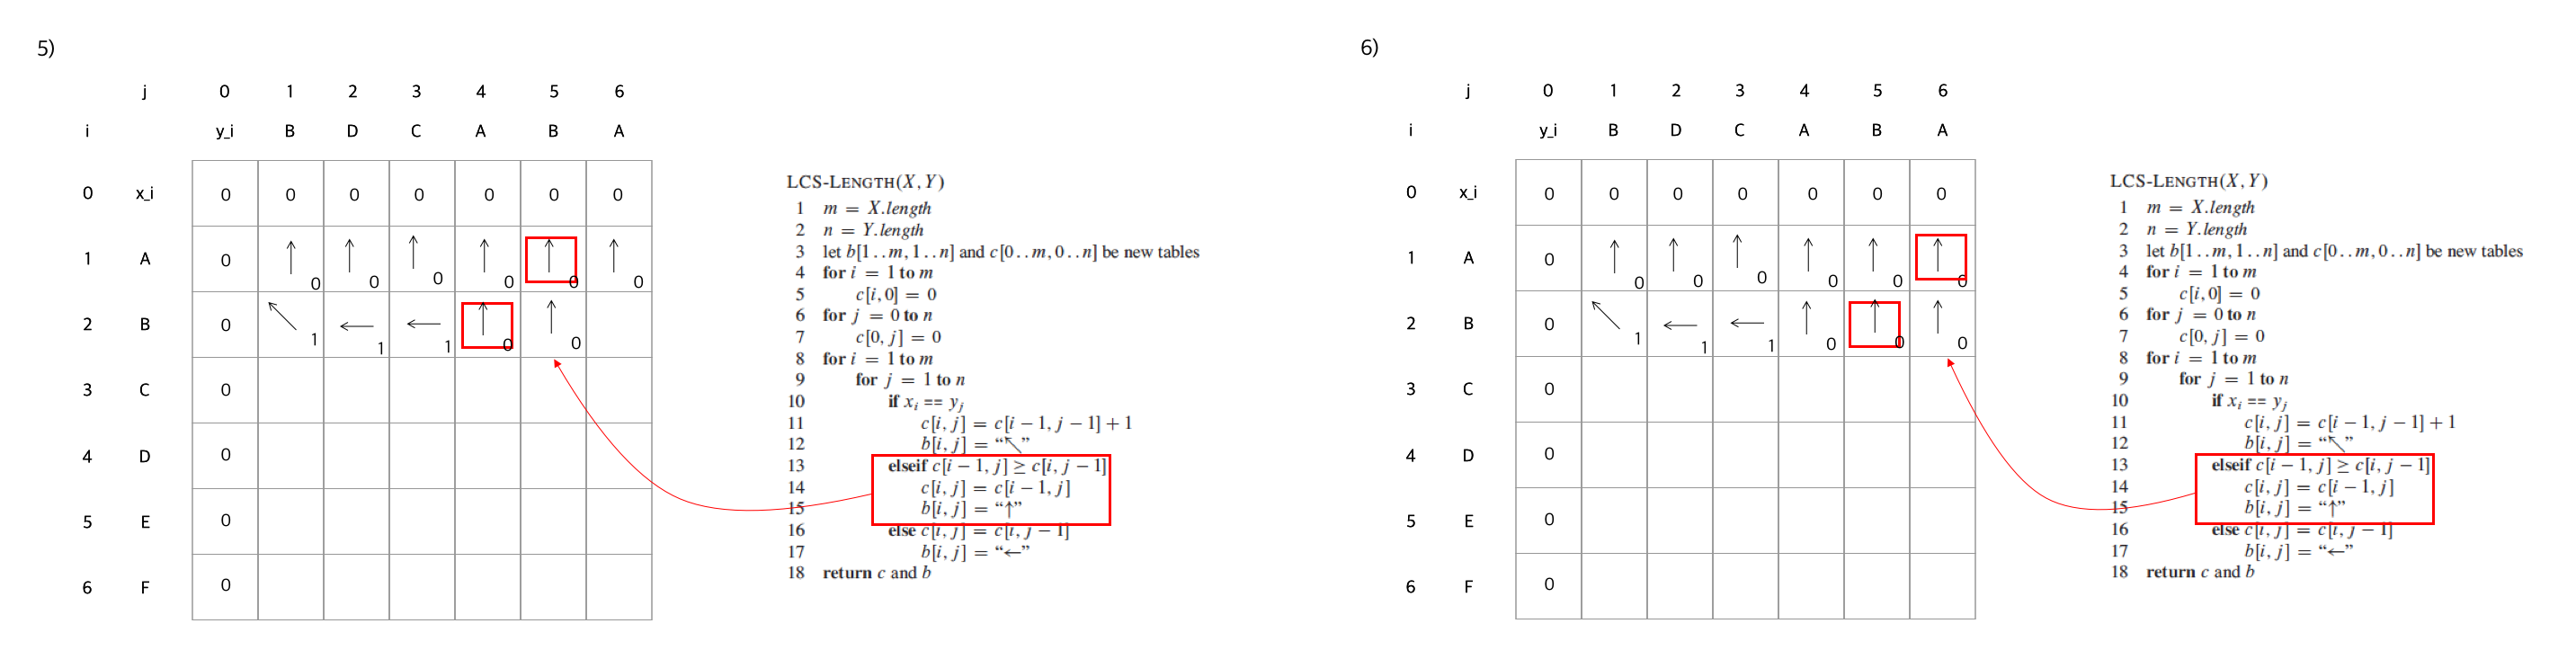 5)
j 0 1 2 3 4 5 6
i y_i B D C A B A
0 x_i 0 0 0 0 0 0 0
1 A 0 ↑ 0 ↑ 0 ↑ 0 ↑ 0 ↑ 0 ↑ 0
2 B 0 ↖ 1 ← 1 ← 1 ↑ 0 ↑ 0
3 C 0
4 D 0
5 E 0
6 F 0
LCS-LENGTH(X, Y)
1 m = X.length
2 n = Y.length
3 let b[1..m, 1..n] and c[0..m, 0..n] be new tables
4 for i = 1 to m
5 c[i, 0] = 0
6 for j = 0 to n
7 c[0, j] = 0
8 for i = 1 to m
9 for j = 1 to n
10 if x_i == y_j
11 c[i, j] = c[i − 1, j − 1] + 1
12 b[i, j] = “↖”
13 elseif c[i − 1, j] ≥ c[i, j − 1]
14 c[i, j] = c[i − 1, j]
15 b[i, j] = “↑”
16 else c[i, j] = c[i, j − 1]
17 b[i, j] = “←”
18 return c and b
6)
j 0 1 2 3 4 5 6
i y_i B D C A B A
0 x_i 0 0 0 0 0 0 0
1 A 0 ↑ 0 ↑ 0 ↑ 0 ↑ 0 ↑ 0 ↑ 0
2 B 0 ↖ 1 ← 1 ← 1 ↑ 0 ↑ 0 ↑ 0
3 C 0
4 D 0
5 E 0
6 F 0
LCS-LENGTH(X, Y)
1 m = X.length
2 n = Y.length
3 let b[1..m, 1..n] and c[0..m, 0..n] be new tables
4 for i = 1 to m
5 c[i, 0] = 0
6 for j = 0 to n
7 c[0, j] = 0
8 for i = 1 to m
9 for j = 1 to n
10 if x_i == y_j
11 c[i, j] = c[i − 1, j − 1] + 1
12 b[i, j] = “↖”
13 elseif c[i − 1, j] ≥ c[i, j − 1]
14 c[i, j] = c[i − 1, j]
15 b[i, j] = “↑”
16 else c[i, j] = c[i, j − 1]
17 b[i, j] = “←”
18 return c and b